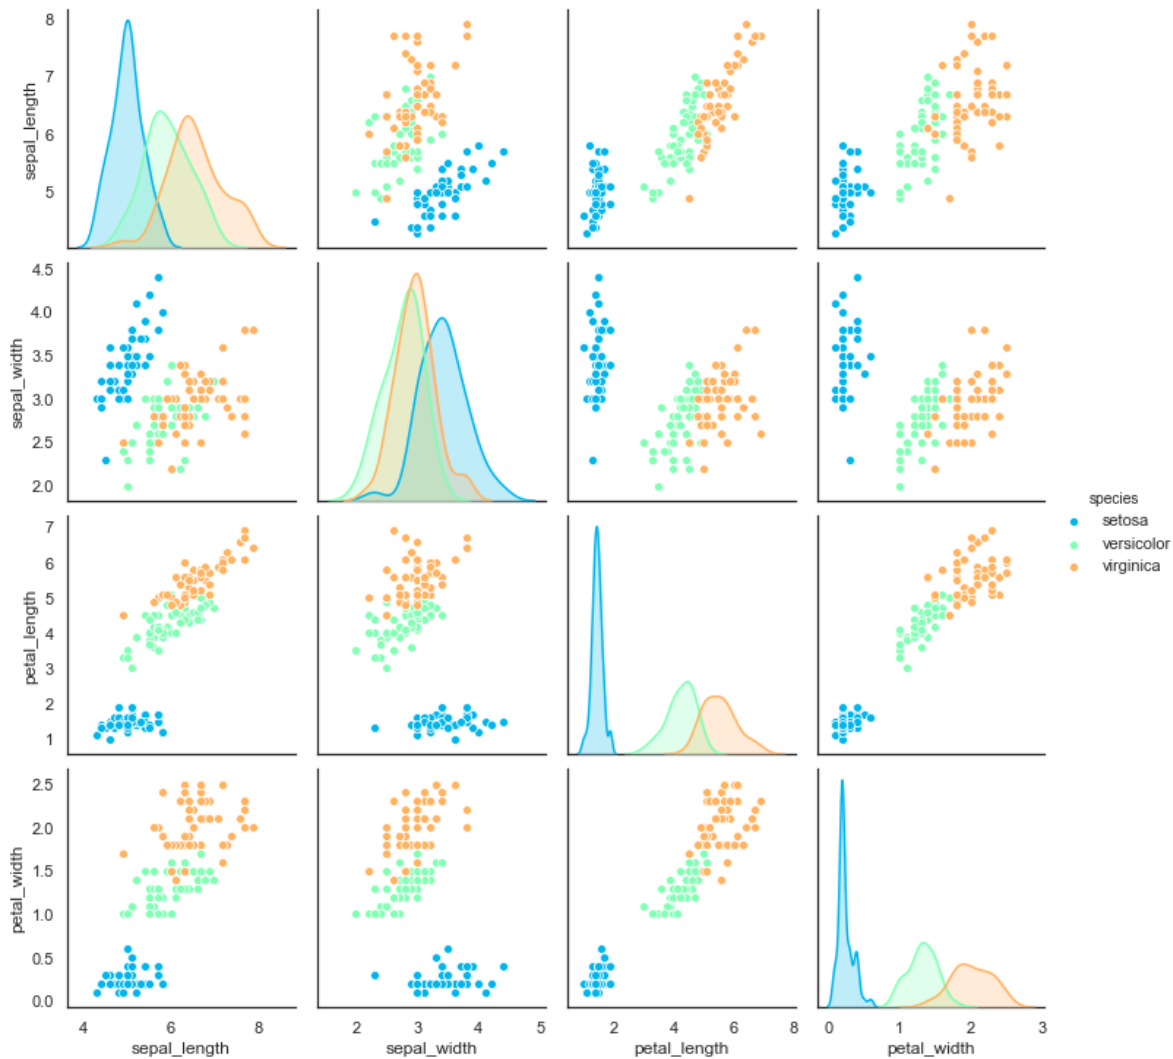 8
7
6
5
sepal_length
4.5
4.0
3.5
3.0
2.5
2.0
sepal_width
species
setosa
versicolor
virginica
7
6
5
4
3
2
1
petal_length
2.5
2.0
1.5
1.0
0.5
0.0
petal_width
4 6 8 2 3 4 5 2 4 6 8 0 1 2 3
sepal_length sepal_width petal_length petal_width